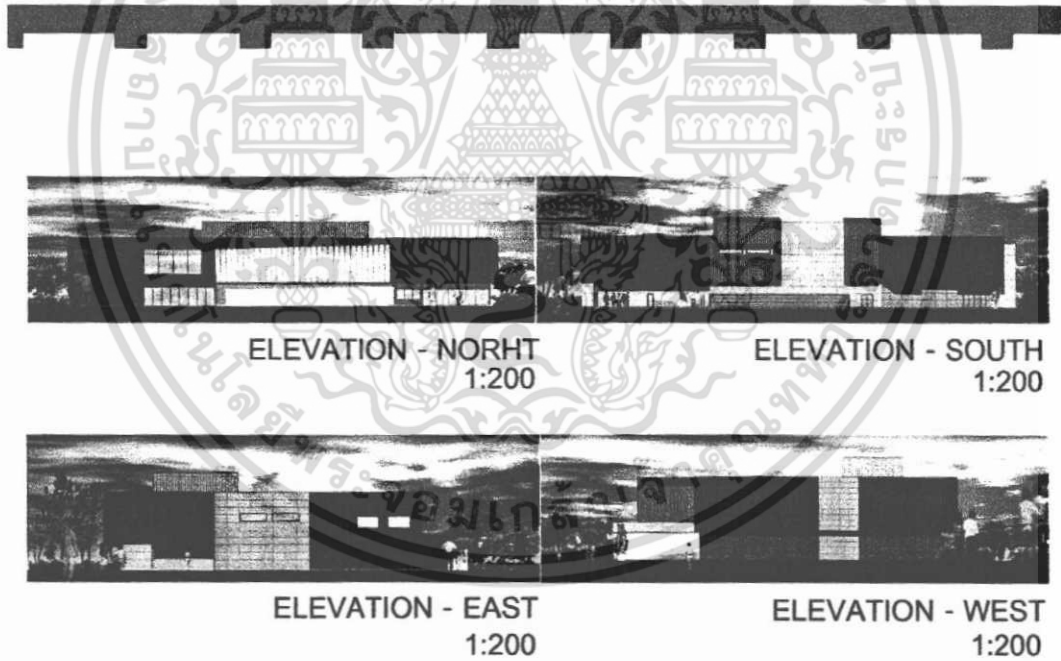 ELEVATION - NORHT
1:200
ELEVATION - SOUTH
1:200
ELEVATION - EAST
1:200
ELEVATION - WEST
1:200